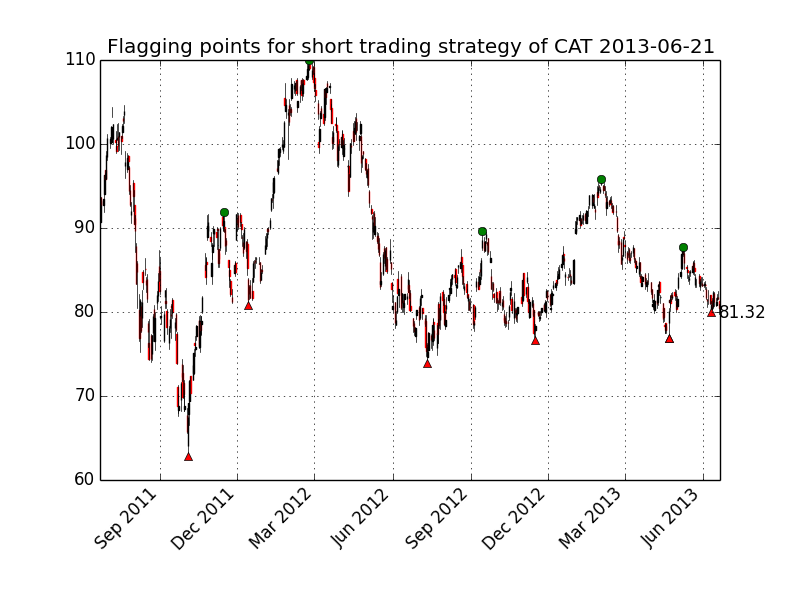 Flagging points for short trading strategy of CAT 2013-06-21
110
100
90
80
70
60
81.32
Sep 2011
Dec 2011
Mar 2012
Jun 2012
Sep 2012
Dec 2012
Mar 2013
Jun 2013